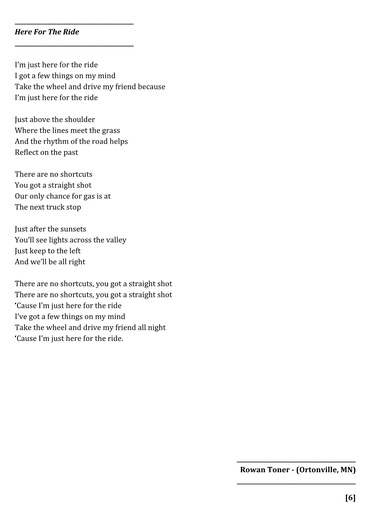 Here For The Ride
I'm just here for the ride
I got a few things on my mind
Take the wheel and drive my friend because
I'm just here for the ride
Just above the shoulder
Where the lines meet the grass
And the rhythm of the road helps
Reflect on the past
There are no shortcuts
You got a straight shot
Our only chance for gas is at
The next truck stop
Just after the sunsets
You'll see lights across the valley
Just keep to the left
And we'll be all right
There are no shortcuts, you got a straight shot
There are no shortcuts, you got a straight shot
'Cause I'm just here for the ride
I've got a few things on my mind
Take the wheel and drive my friend all night
'Cause I'm just here for the ride.
Rowan Toner - (Ortonville, MN)
[6]